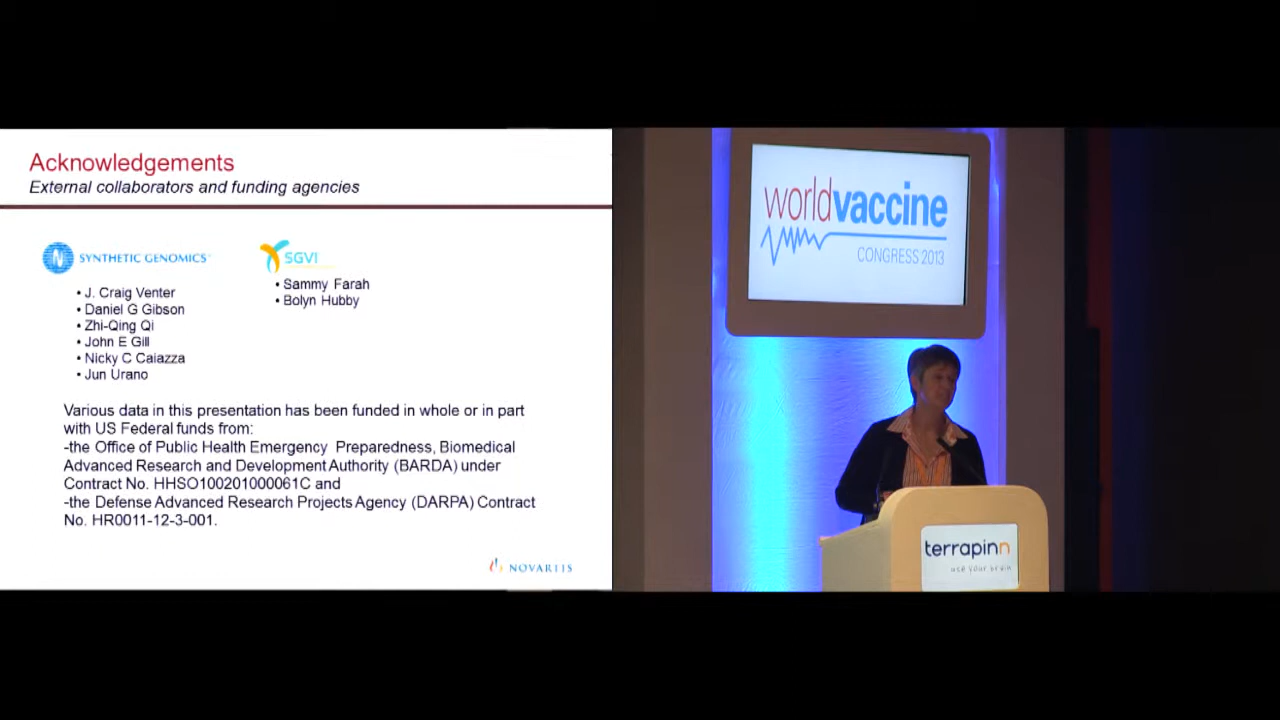 Acknowledgements
External collaborators and funding agencies
SYNTHETIC GENOMICS
SGVI
• J. Craig Venter
• Daniel G Gibson
• Zhi-Qing Qi
• John E Gill
• Nicky C Caiazza
• Jun Urano
• Sammy Farah
• Bolyn Hubby
Various data in this presentation has been funded in whole or in part
with US Federal funds from:
-the Office of Public Health Emergency Preparedness, Biomedical
Advanced Research and Development Authority (BARDA) under
Contract No. HHSO100201000061C and
-the Defense Advanced Research Projects Agency (DARPA) Contract
No. HR0011-12-3-001.
NOVARTIS
worldvaccine
CONGRESS 2013
terrapinn
use your brain